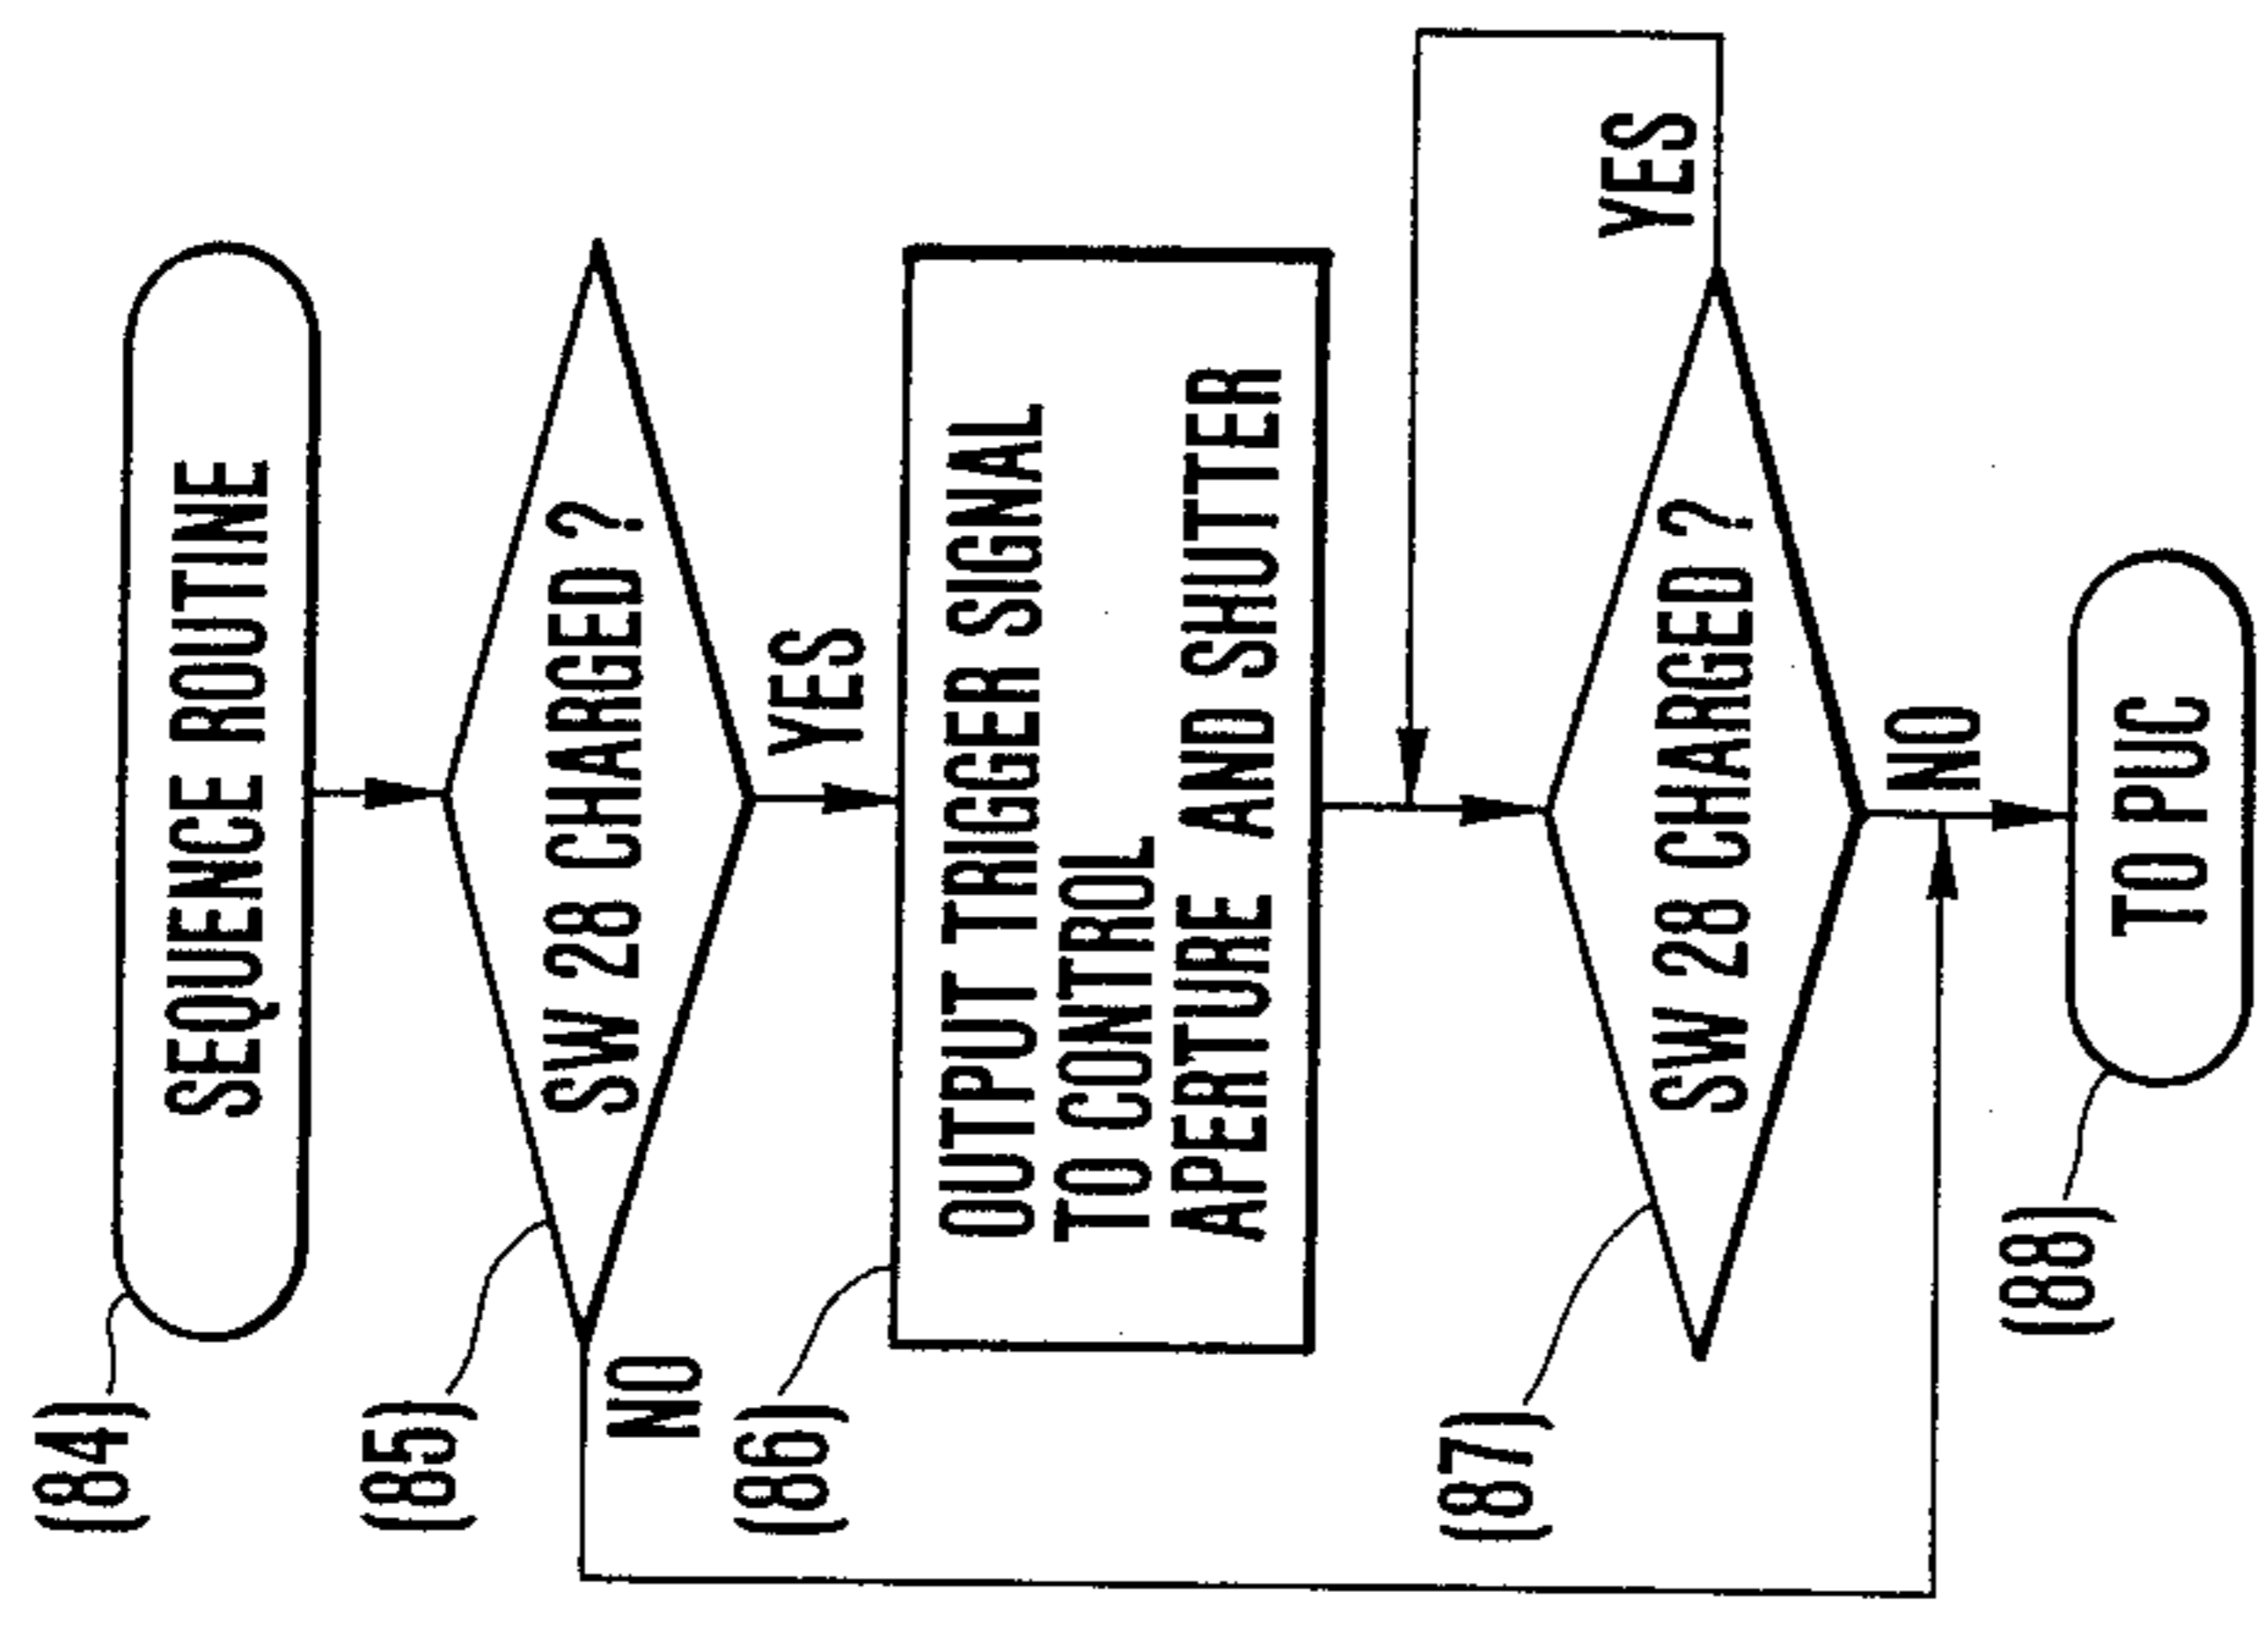 (84)
SEQUENCE ROUTINE
(85)
SW 28 CHARGED ?
NO
YES
(86)
OUTPUT TRIGGER SIGNAL
TO CONTROL
APERTURE AND SHUTTER
YES
(87)
SW 28 CHARGED ?
NO
(88)
TO PUC